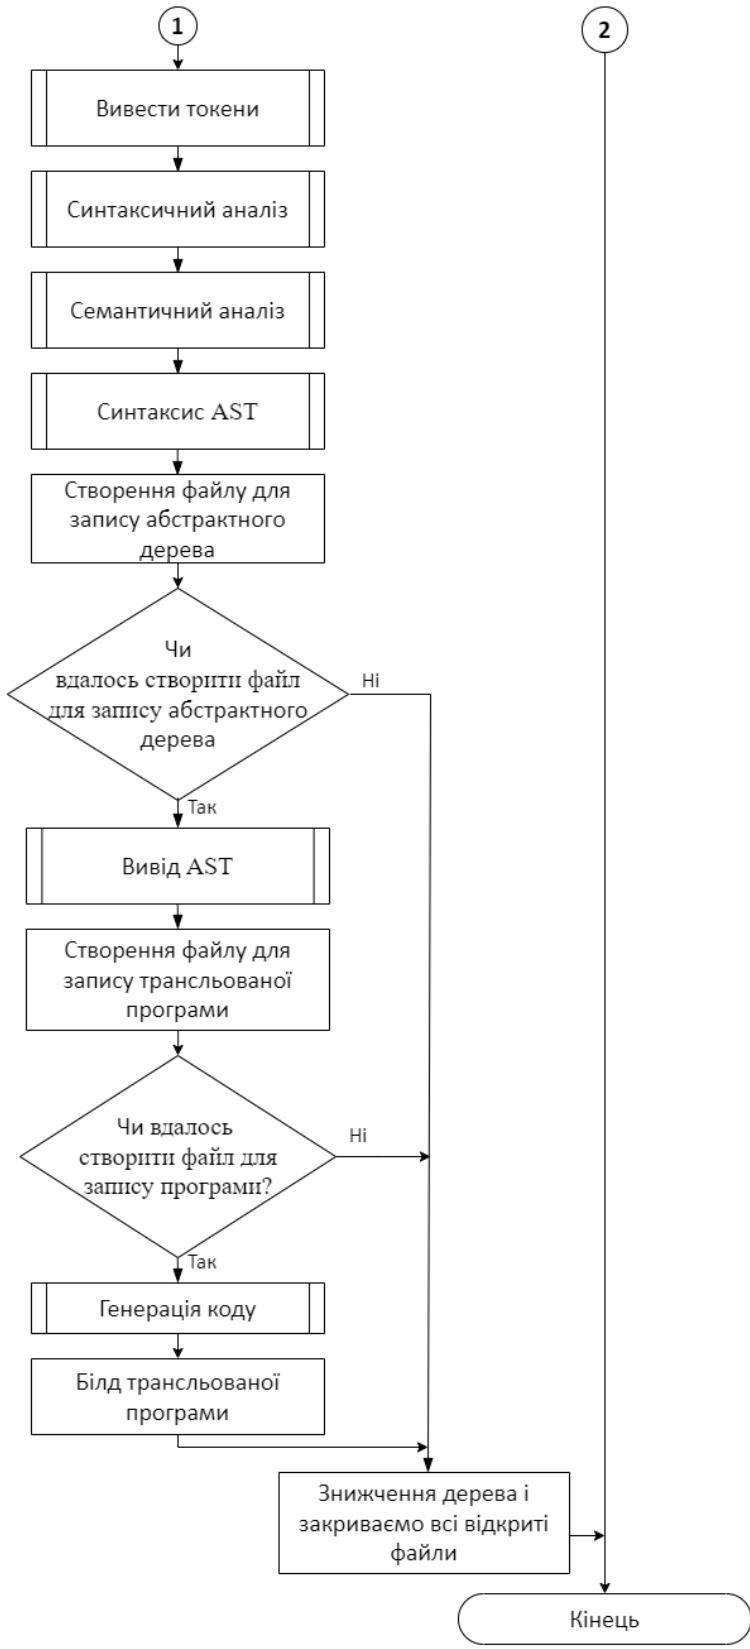 1
2
Вивести токени
Синтаксичний аналіз
Семантичний аналіз
Синтаксис AST
Створення файлу для
запису абстрактного
дерева
Чи
вдалось створити файл
для запису абстрактного
дерева
Ні
Так
Вивід AST
Створення файлу для
запису трансльованої
програми
Чи вдалось
створити файл для
запису програми?
Ні
Так
Генерація коду
Білд трансльованої
програми
Знижчення дерева і
закриваємо всі відкриті
файли
Кінець